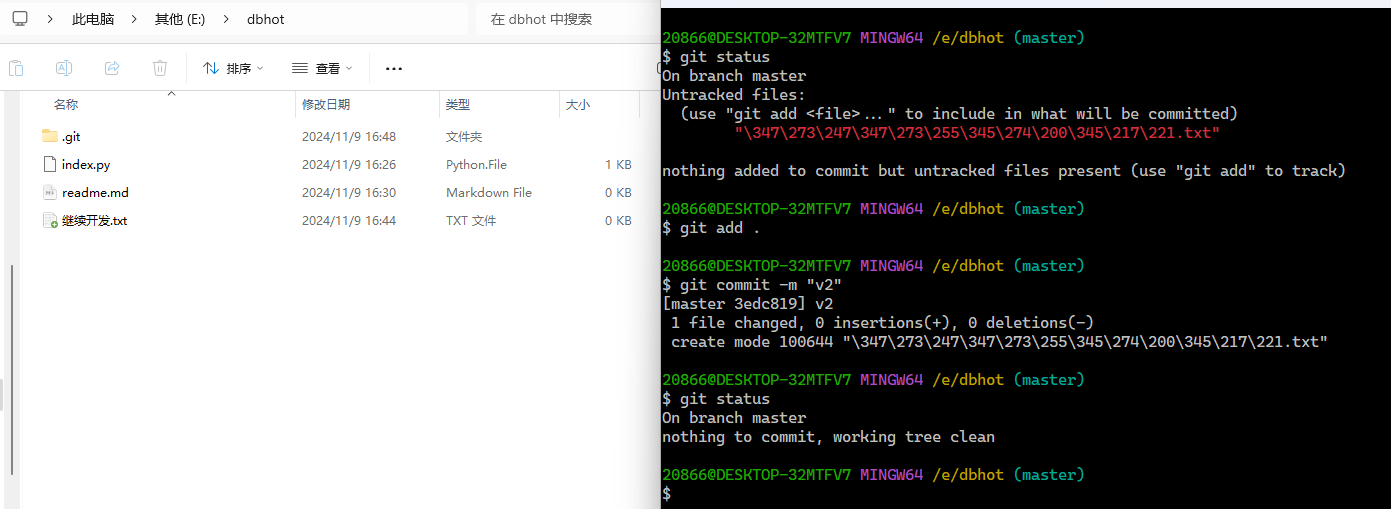 此电脑 > 其他 (E:) > dbhot
在 dbhot 中搜索
排序
查看
名称 修改日期 类型 大小
.git 2024/11/9 16:48 文件夹
index.py 2024/11/9 16:26 Python.File 1 KB
readme.md 2024/11/9 16:30 Markdown File 0 KB
继续开发.txt 2024/11/9 16:44 TXT 文件 0 KB
20866@DESKTOP-32MTFV7 MINGW64 /e/dbhot (master)
$ git status
On branch master
Untracked files:
(use "git add <file>..." to include in what will be committed)
"\347\273\247\347\273\255\345\274\200\345\217\221.txt"
nothing added to commit but untracked files present (use "git add" to track)
20866@DESKTOP-32MTFV7 MINGW64 /e/dbhot (master)
$ git add .
20866@DESKTOP-32MTFV7 MINGW64 /e/dbhot (master)
$ git commit -m "v2"
[master 3edc819] v2
1 file changed, 0 insertions(+), 0 deletions(-)
create mode 100644 "\347\273\247\347\273\255\345\274\200\345\217\221.txt"
20866@DESKTOP-32MTFV7 MINGW64 /e/dbhot (master)
$ git status
On branch master
nothing to commit, working tree clean
20866@DESKTOP-32MTFV7 MINGW64 /e/dbhot (master)
$